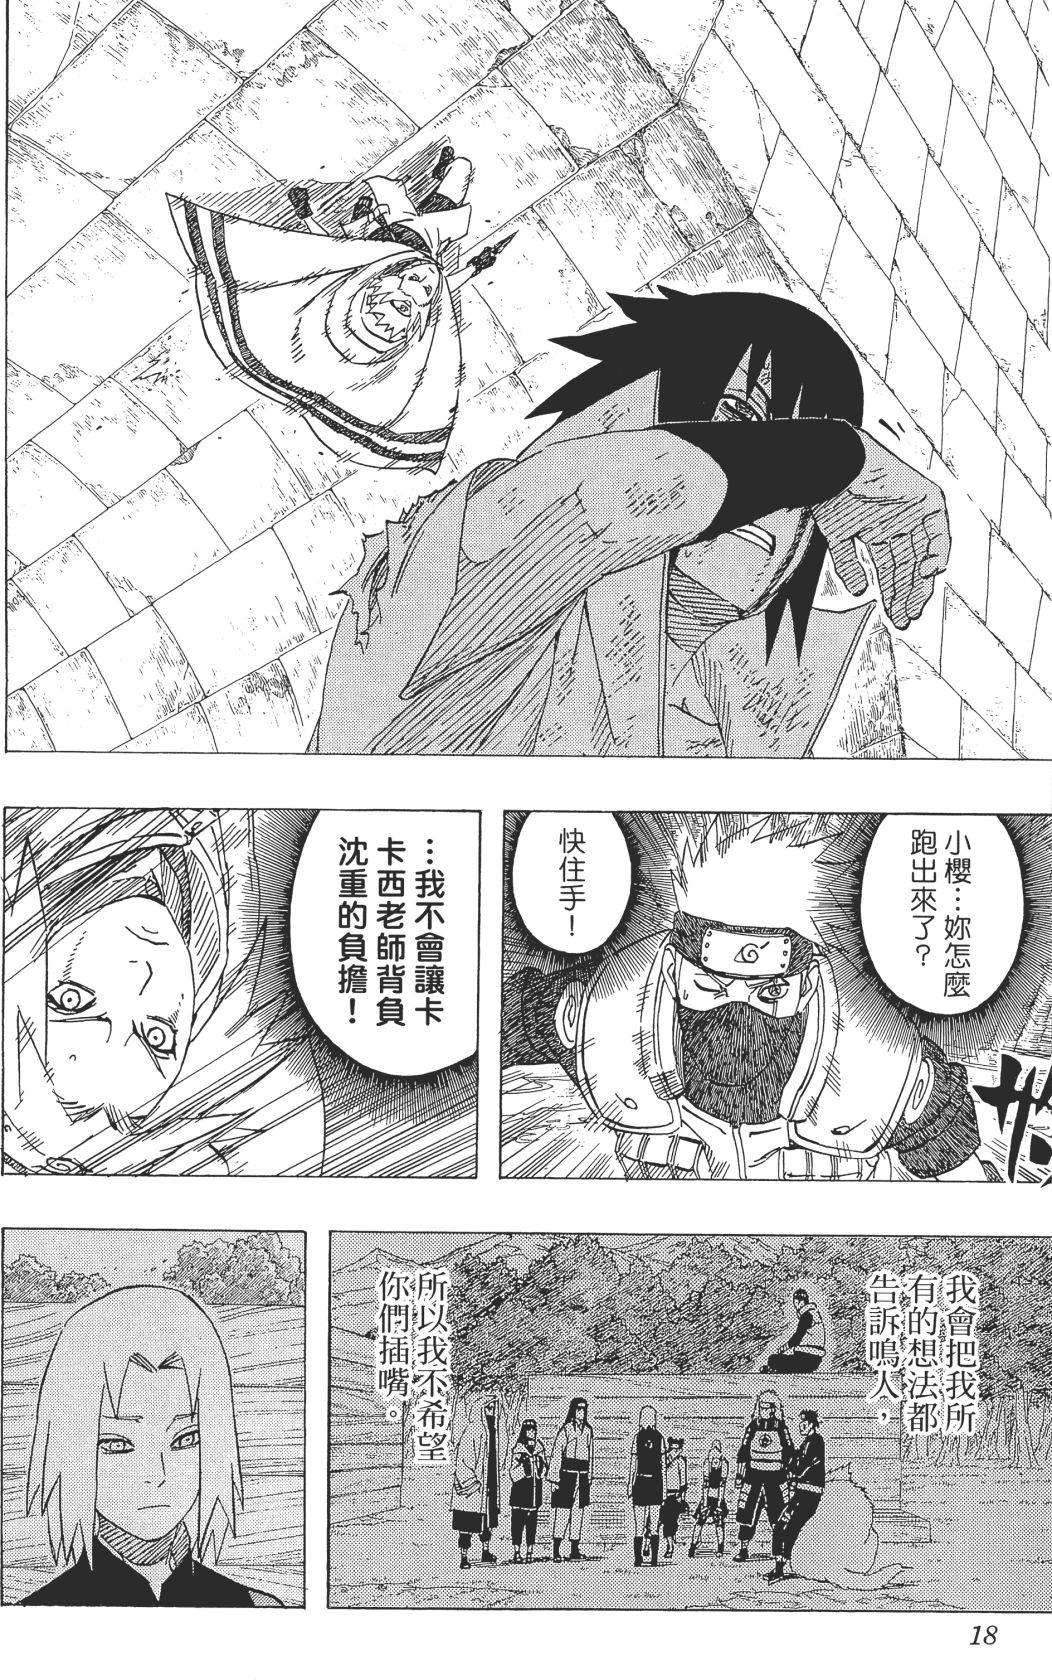 小櫻…妳怎麼
跑出來了？
快住手！
…我不會讓卡
卡西老師背負
沈重的負擔！
我會把我所
有的想法都
告訴鳴人，
所以我不希望
你們插嘴。
18